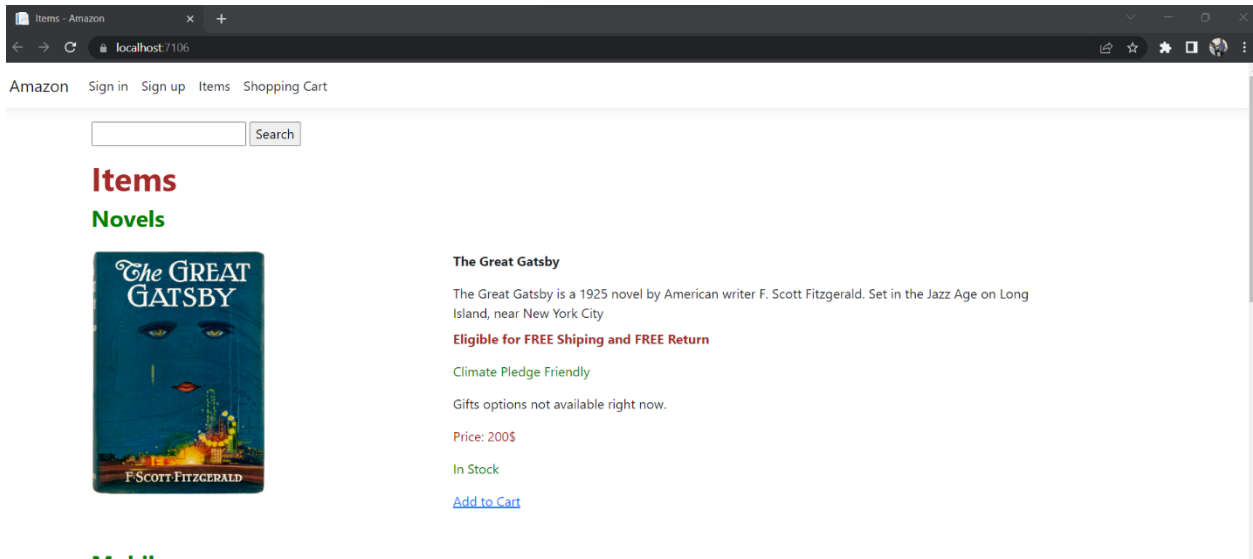 Items - Amazon
localhost:7106
Amazon Sign in Sign up Items Shopping Cart
Search
Items
Novels
The GREAT
GATSBY
F·SCOTT·FITZGERALD
The Great Gatsby
The Great Gatsby is a 1925 novel by American writer F. Scott Fitzgerald. Set in the Jazz Age on Long
Island, near New York City
Eligible for FREE Shiping and FREE Return
Climate Pledge Friendly
Gifts options not available right now.
Price: 200$
In Stock
Add to Cart